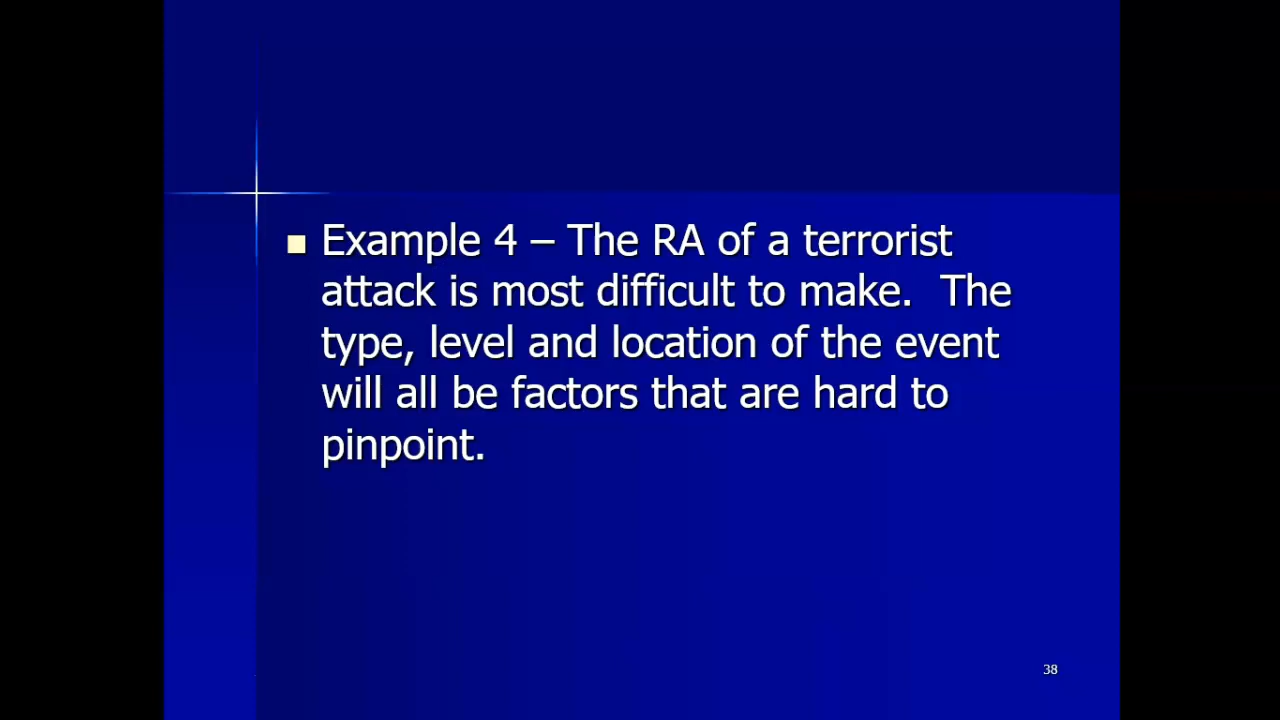 Example 4 – The RA of a terrorist
attack is most difficult to make.  The
type, level and location of the event
will all be factors that are hard to
pinpoint.
38